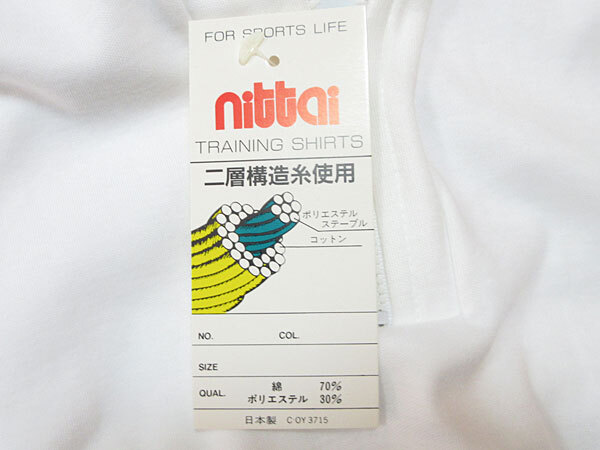 FOR SPORTS LIFE
nittai
TRAINING SHIRTS
二層構造糸使用
ポリエステル
ステープル
コットン
NO. COL.
SIZE
QUAL. 綿 70%
ポリエステル 30%
日本製 C-OY3715